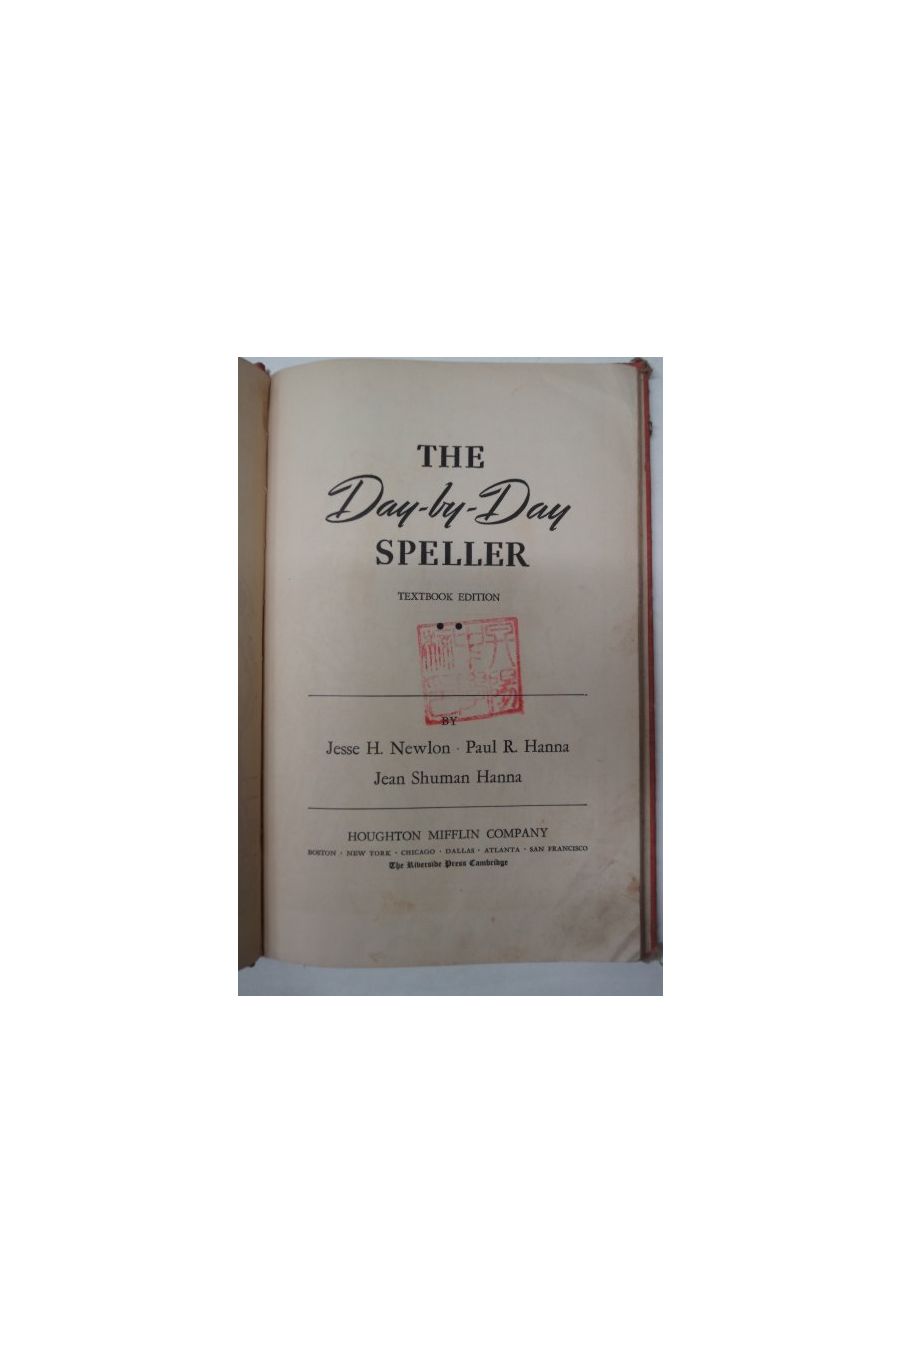 THE
Day-by-Day
SPELLER
TEXTBOOK EDITION
BY
Jesse H. Newlon · Paul R. Hanna
Jean Shuman Hanna
HOUGHTON MIFFLIN COMPANY
BOSTON · NEW YORK · CHICAGO · DALLAS · ATLANTA · SAN FRANCISCO
The Riverside Press Cambridge